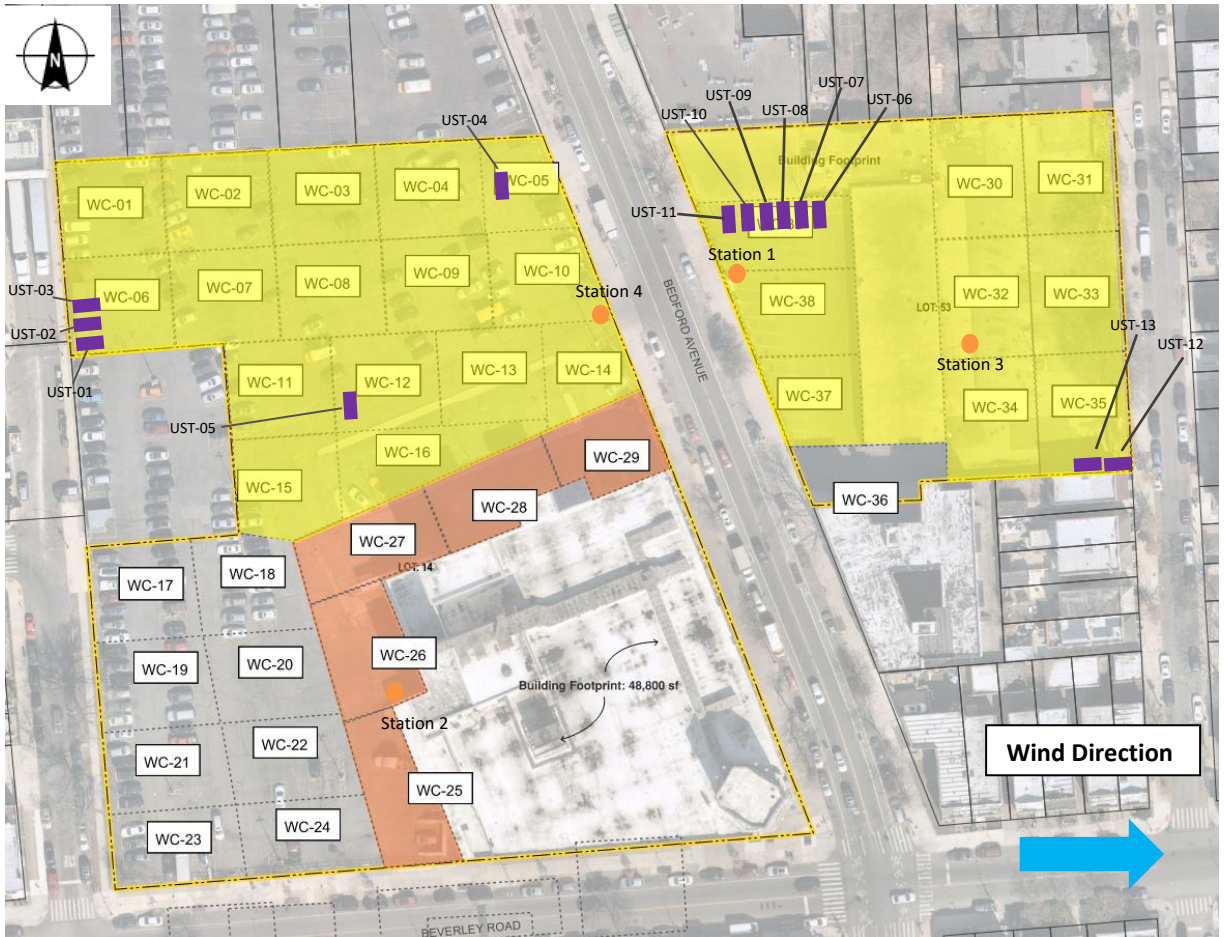 N
UST-04
UST-10
UST-09
UST-08
UST-07
UST-06
Building Footprint
WC-01
WC-02
WC-03
WC-04
WC-05
WC-30
WC-31
UST-11
Station 1
UST-03
UST-02
UST-01
WC-06
WC-07
WC-08
WC-09
WC-10
Station 4
BEDFORD AVENUE
WC-38
LOT: 53
WC-32
WC-33
UST-13
UST-12
Station 3
WC-11
WC-12
WC-13
WC-14
UST-05
WC-37
WC-34
WC-35
WC-15
WC-16
WC-29
WC-36
WC-28
WC-27
LOT: 14
WC-17
WC-18
WC-19
WC-20
WC-26
Building Footprint: 48,800 sf
Station 2
WC-21
WC-22
WC-25
Wind Direction
WC-23
WC-24
BEVERLEY ROAD